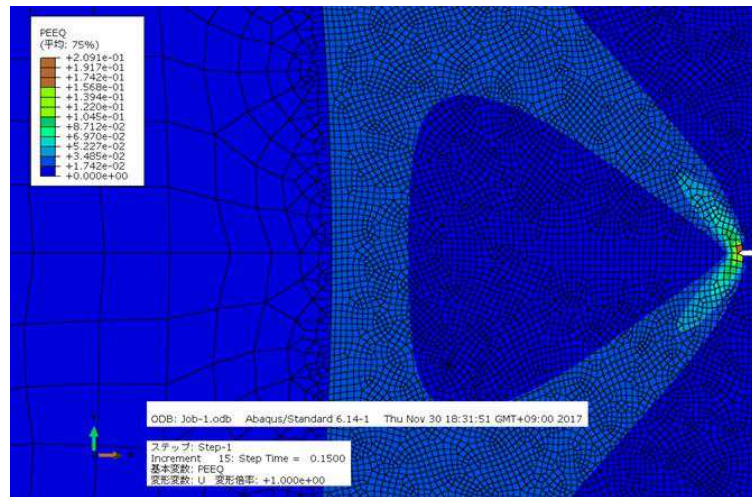 PEEQ
(平均: 75%)
+2.091e-01
+1.917e-01
+1.742e-01
+1.568e-01
+1.394e-01
+1.220e-01
+1.045e-01
+8.712e-02
+6.970e-02
+5.227e-02
+3.485e-02
+1.742e-02
+0.000e+00
ODB: Job-1.odb Abaqus/Standard 6.14-1 Thu Nov 30 18:31:51 GMT+09:00 2017
ステップ: Step-1
Increment 15: Step Time = 0.1500
基本変数: PEEQ
変形変数: U 変形倍率: +1.000e+00